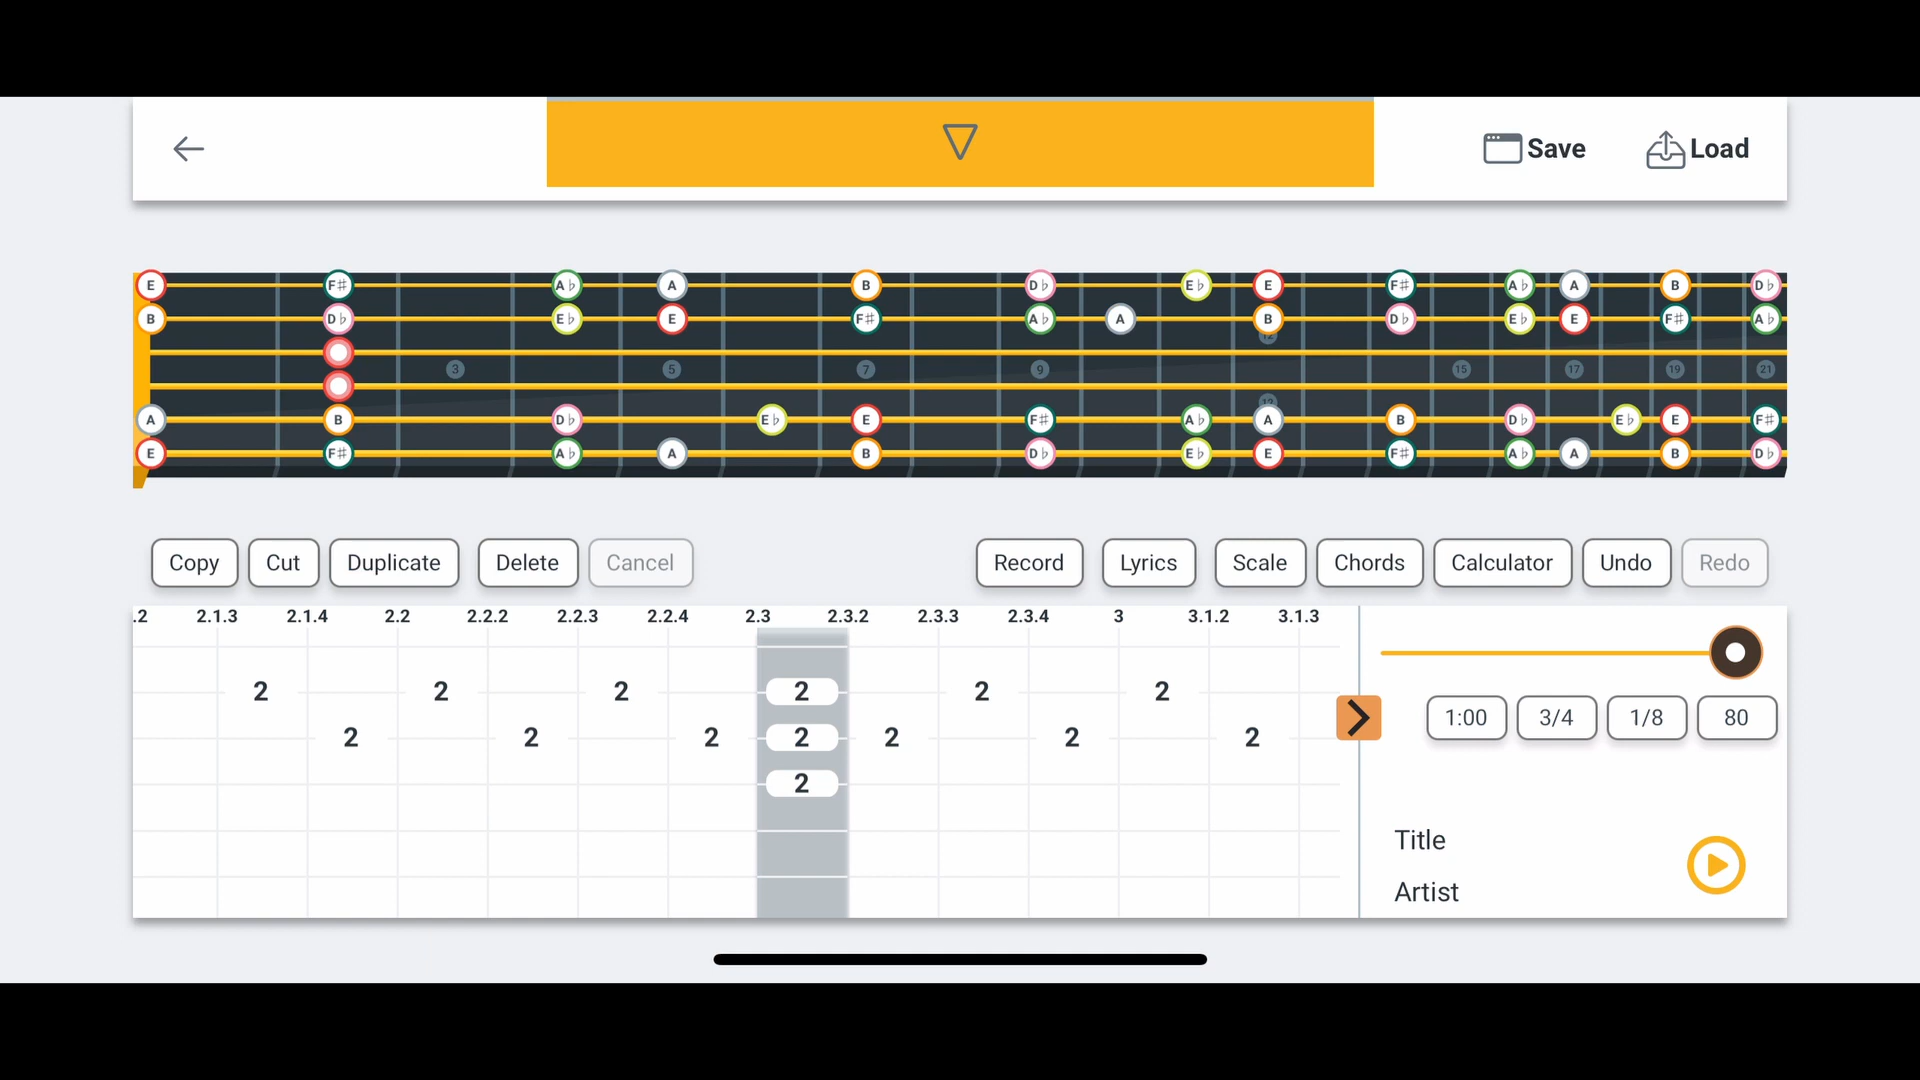 Save Load
E F♯ A♭ A B D♭ E♭ E F♯ A♭ A B D♭
B D♭ E♭ E F♯ A♭ A B D♭ E♭ E F♯ A♭
12
3 5 7 9 15 17 19 21
12
A B D♭ E♭ E F♯ A♭ A B D♭ E♭ E F♯
E F♯ A♭ A B D♭ E♭ E F♯ A♭ A B D♭
Copy Cut Duplicate Delete Cancel Record Lyrics Scale Chords Calculator Undo Redo
.2 2.1.3 2.1.4 2.2 2.2.2 2.2.3 2.2.4 2.3 2.3.2 2.3.3 2.3.4 3 3.1.2 3.1.3
2 2 2 2 2 2
2 2 2 2 2 2 2
2
1:00 3/4 1/8 80
Title
Artist